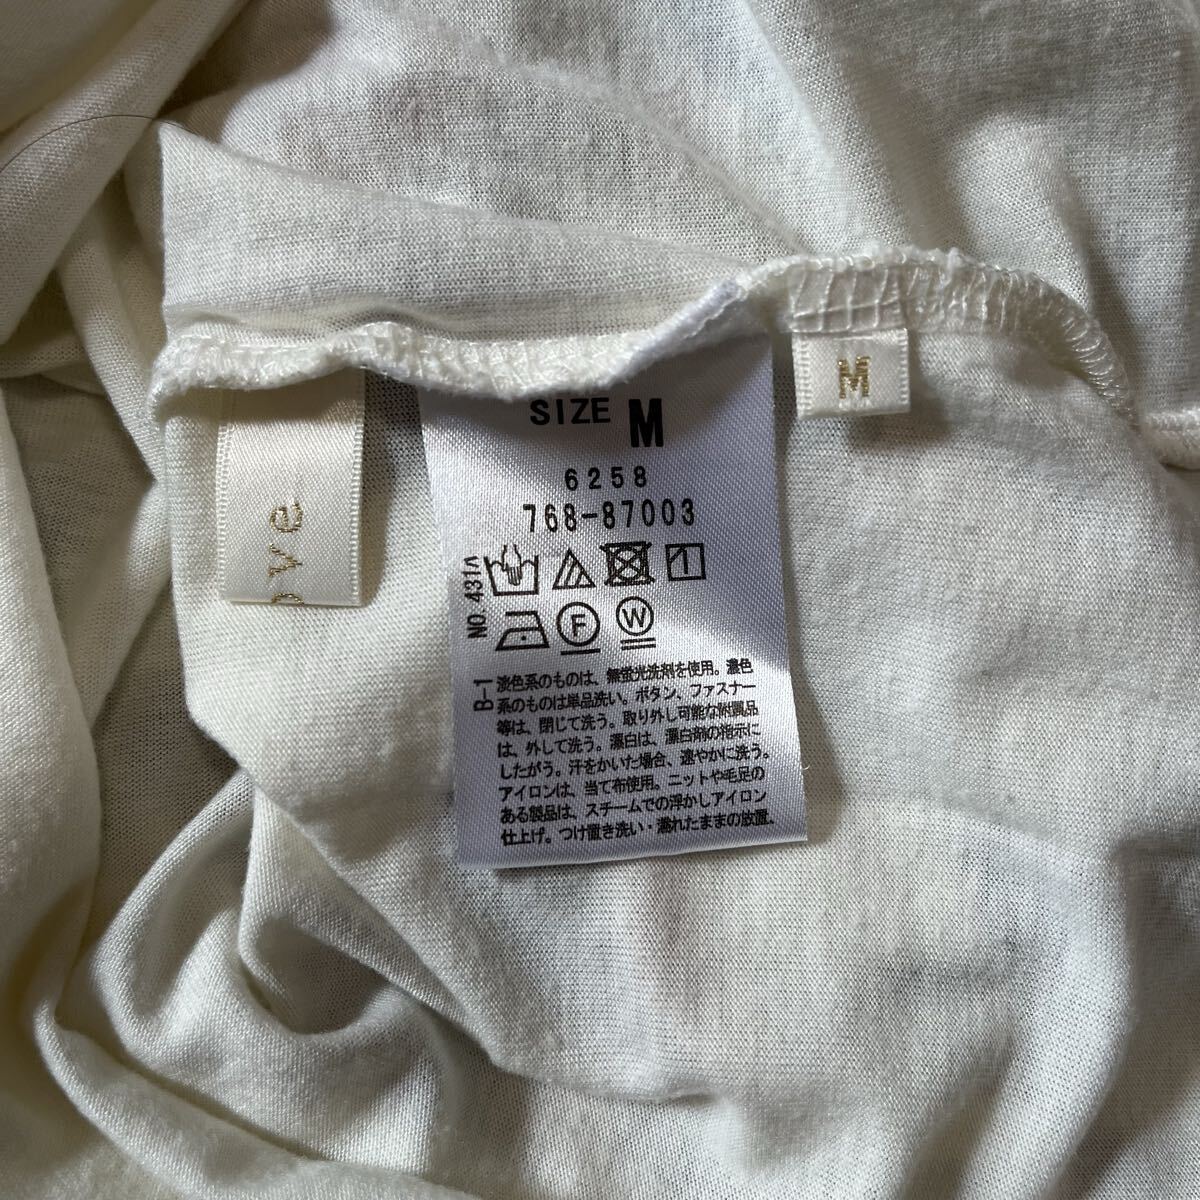 ove
M
SIZE M
6258
768-87003
NO.431A
F
W
B-1
淡色系のものは、無蛍光洗剤を使用。濃色
系のものは単品洗い。ボタン、ファスナー
等は、閉じて洗う。取り外し可能な附属品
は、外して洗う。漂白は、漂白剤の指示に
したがう。汗をかいた場合、速やかに洗う。
アイロンは、当て布使用。ニットや毛足の
ある製品は、スチームでの浮かしアイロン
仕上げ。つけ置き洗い・濡れたままの放置、